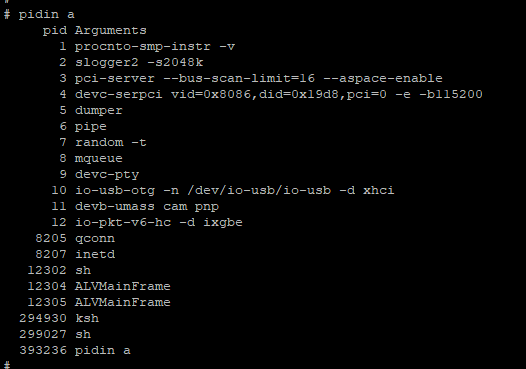 #
# pidin a
pid Arguments
1 procnto-smp-instr -v
2 slogger2 -s2048k
3 pci-server --bus-scan-limit=16 --aspace-enable
4 devc-serpci vid=0x8086,did=0x19d8,pci=0 -e -b115200
5 dumper
6 pipe
7 random -t
8 mqueue
9 devc-pty
10 io-usb-otg -n /dev/io-usb/io-usb -d xhci
11 devb-umass cam pnp
12 io-pkt-v6-hc -d ixgbe
8205 qconn
8207 inetd
12302 sh
12304 ALVMainFrame
12305 ALVMainFrame
294930 ksh
299027 sh
393236 pidin a
#